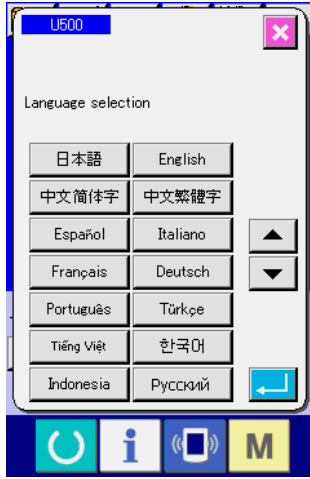 U500
Language selection
日本語 English
中文简体字 中文繁體字
Español Italiano
Français Deutsch
Português Türkçe
Tiếng Việt 한국어
Indonesia Русский
M